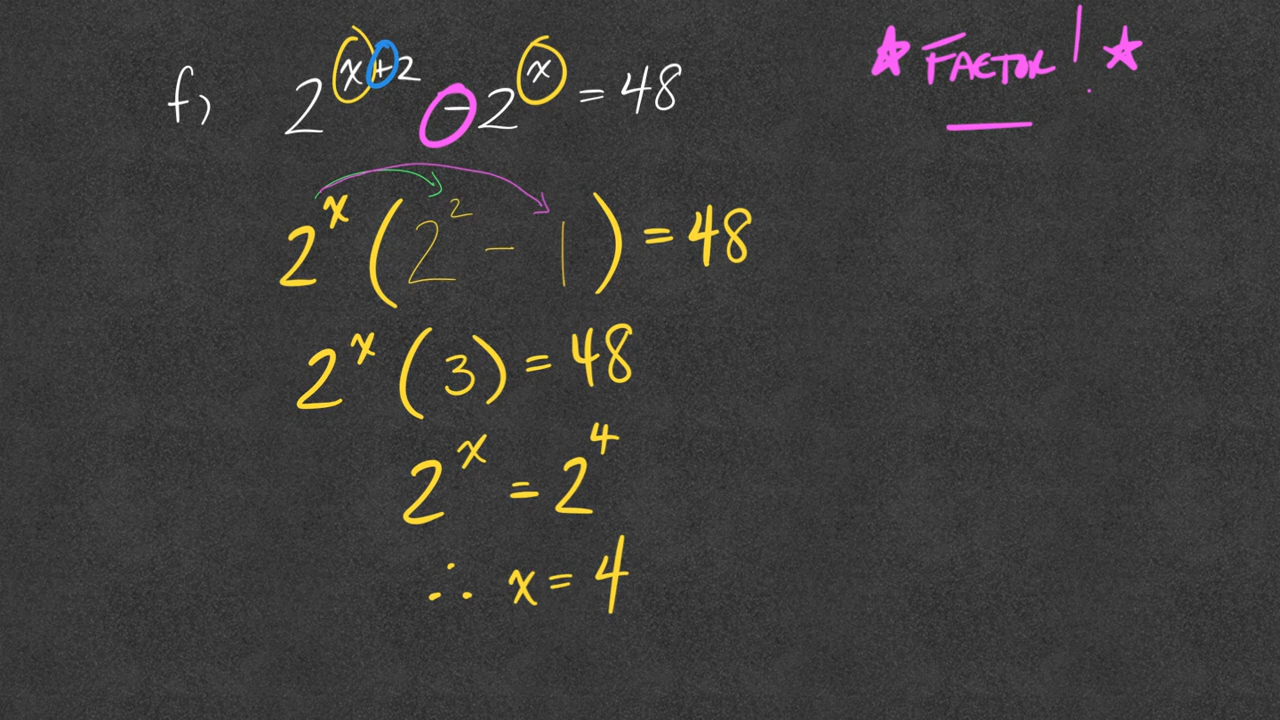 f) 2^{x+2} - 2^x = 48
★ FACTOR! ★
2^x (2^2 - 1) = 48
2^x (3) = 48
2^x = 2^4
∴ x = 4